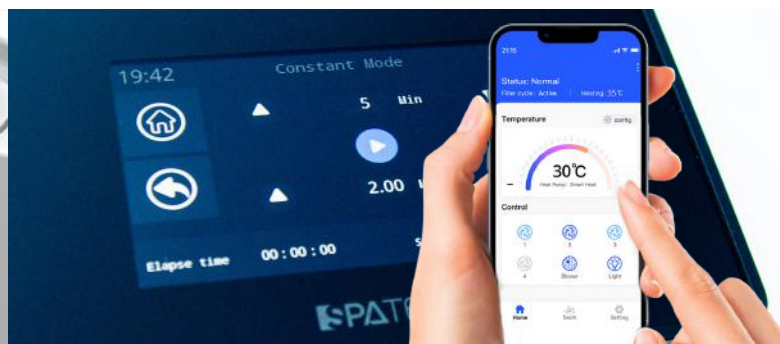 19:42
Constant Mode
5 Min
2.00
Elapse time 00:00:00
SPAT
21:15
Status: Normal
Filter cycle: Active | Heating: 35℃
Temperature
config
30℃
Heat Pump: Smart Heat
Control
1 2 3
4 Blower Light
Home Swim Setting